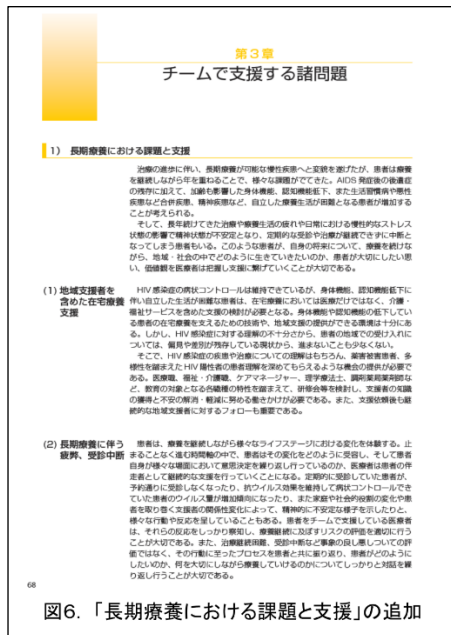 第3章
チームで支援する諸問題
1) 長期療養における課題と支援
治療の進歩に伴い、長期療養が可能な慢性疾患へと変貌を遂げたが、患者は療養
を継続しながら年を重ねることで、様々な課題がでてきた。AIDS発症後の後遺症
の残存に加えて、加齢も影響した身体機能、認知機能低下、また生活習慣病や悪性
疾患など合併疾患、精神疾患など、自立した療養生活が困難となる患者が増加する
ことが考えられる。
そして、長年続けてきた治療や療養生活の疲れや日常における慢性的なストレス
状態の影響で精神状態が不安定となり、定期的な受診や治療が継続できずに中断と
なってしまう患者もいる。このような患者が、自身の将来について、療養を続けな
がら、地域・社会の中でどのように生きていきたいのか、患者が大切にしたい思
い、価値観を医療者は把握し支援に繋げていくことが大切である。
(1) 地域支援者を
含めた在宅療養
支援
HIV感染症の病状コントロールは維持できているが、身体機能、認知機能低下に
伴い自立した生活が困難な患者は、在宅療養においては医療だけではなく、介護・
福祉サービスを含めた支援の検討が必要となる。身体機能や認知機能の低下してい
る患者の在宅療養を支えるための技術や、地域支援の提供ができる環境は十分にあ
る。しかし、HIV感染症に対する理解の不十分さから、患者の地域での受け入れに
ついては、偏見や差別が残存している現状から、進まないことも少なくない。
そこで、HIV感染症の疾患や治療についての理解はもちろん、薬害被害患者、多
様性を踏まえたHIV陽性者の患者理解を深めてもらえるような機会の提供が必要で
ある。医療職、福祉・介護職、ケアマネージャー、理学療法士、調剤薬局薬剤師な
ど、教育の対象となる各職種の特性を踏まえて、研修会等を検討し、支援者の知識
の獲得と不安の解消・軽減に努める働きかけが必要である。また、支援依頼後も継
続的な地域支援者に対するフォローも重要である。
(2) 長期療養に伴う
疲弊、受診中断
患者は、療養を継続しながら様々なライフステージにおける変化を体験する。止
まることなく進む時間軸の中で、患者はその変化をどのように受容し、そして患者
自身が様々な場面において意思決定を繰り返し行っているのか、医療者は患者の伴
走者として継続的な支援を行っていくことになる。定期的に受診していた患者が、
予約通りに受診しなくなったり、抗ウイルス効果を維持して病状コントロールでき
ていた患者のウイルス量が増加傾向になったり、また家庭や社会的役割の変化や患
者を取り巻く支援者の関係性変化によって、精神的に不安定な様子を示したりと、
様々な行動や反応を呈していることもある。患者をチームで支援している医療者
は、それらの反応をしっかり察知し、療養継続に及ぼすリスクの評価を適切に行う
ことが大切である。また、治療継続困難、受診中断など事象の良し悪しついての評
価ではなく、その行動に至ったプロセスを患者と共に振り返り、患者がどのように
したいのか、何を大切にしながら療養していけるのかについてしっかりと対話を繰
り返し行うことが大切である。
68
図6. 「長期療養における課題と支援」の追加